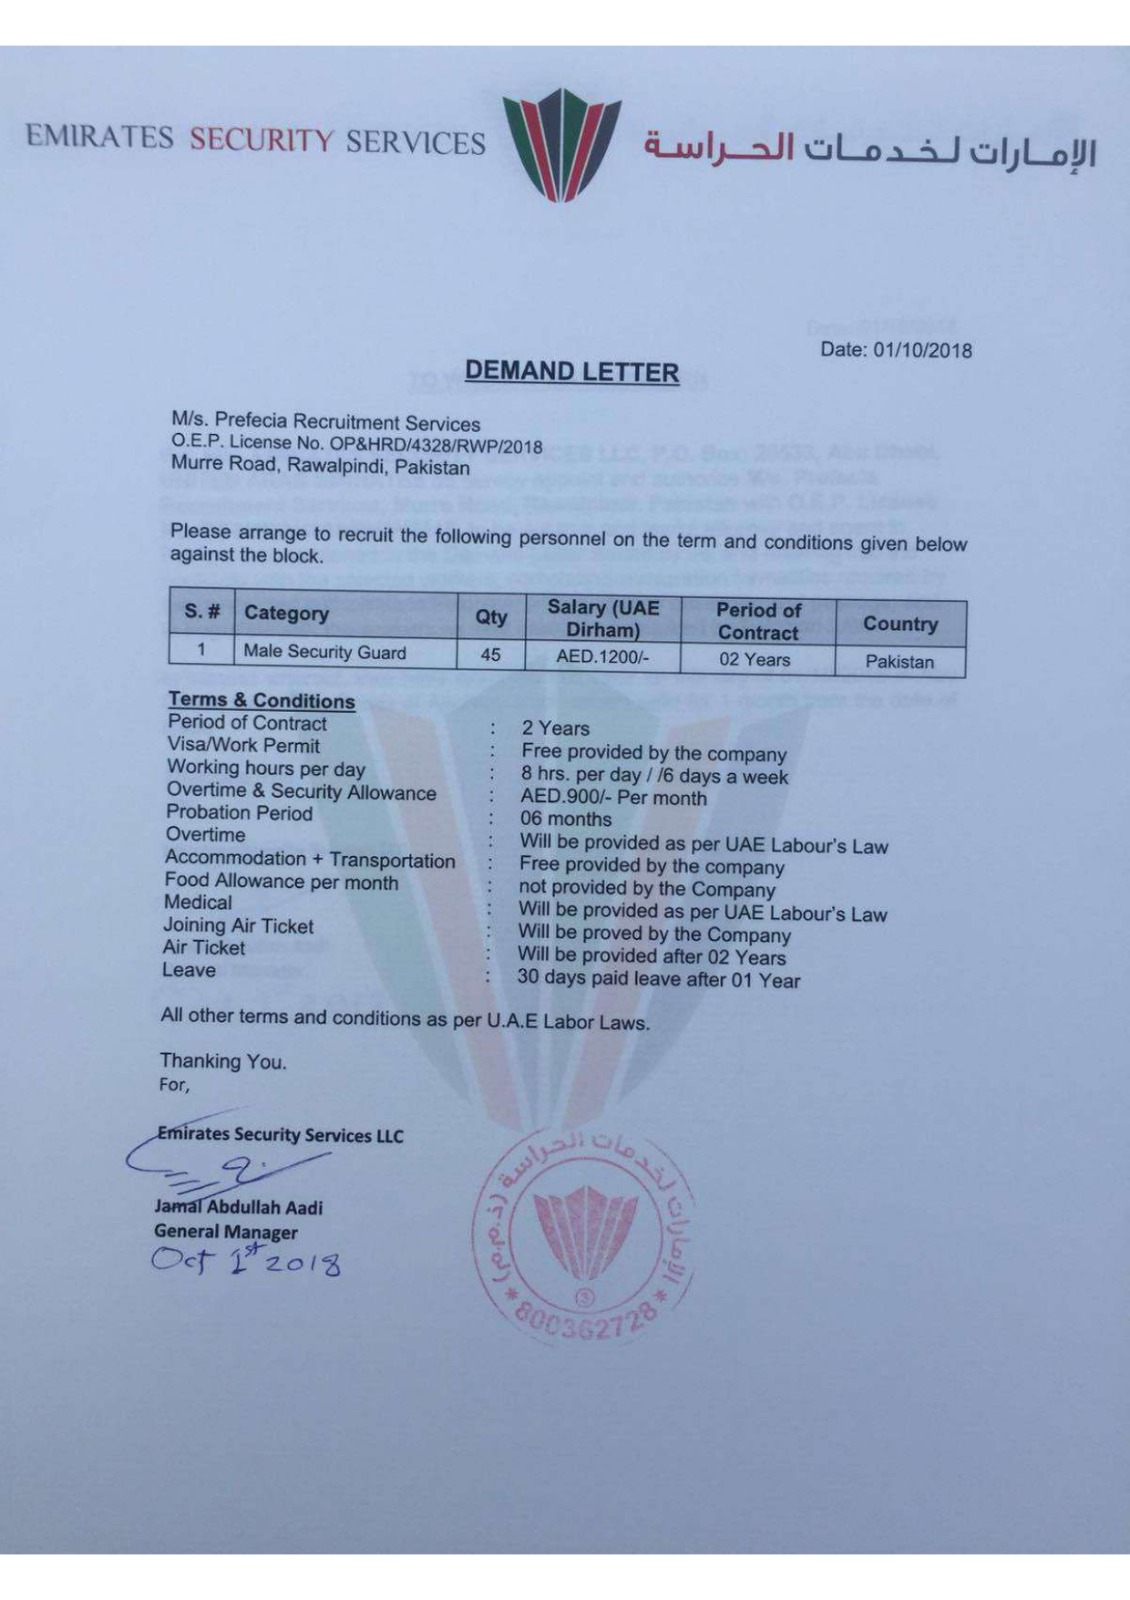 EMIRATES SECURITY SERVICES
الإمارات لخدمات الحراسة
Date: 01/10/2018
DEMAND LETTER
M/s. Prefecia Recruitment Services
O.E.P. License No. OP&HRD/4328/RWP/2018
Murre Road, Rawalpindi, Pakistan
Please arrange to recruit the following personnel on the term and conditions given below
against the block.
S. # Category Qty Salary (UAE Dirham) Period of Contract Country
1 Male Security Guard 45 AED.1200/- 02 Years Pakistan
Terms & Conditions
Period of Contract : 2 Years
Visa/Work Permit : Free provided by the company
Working hours per day : 8 hrs. per day / /6 days a week
Overtime & Security Allowance : AED.900/- Per month
Probation Period : 06 months
Overtime : Will be provided as per UAE Labour's Law
Accommodation + Transportation : Free provided by the company
Food Allowance per month : not provided by the Company
Medical : Will be provided as per UAE Labour's Law
Joining Air Ticket : Will be proved by the Company
Air Ticket : Will be provided after 02 Years
Leave : 30 days paid leave after 01 Year
All other terms and conditions as per U.A.E Labor Laws.
Thanking You.
For,
Emirates Security Services LLC
Jamal Abdullah Aadi
General Manager
Oct 1st 2018
الإمارات لخدمات الحراسة (ذ.م.م)
3
* 800362728 *